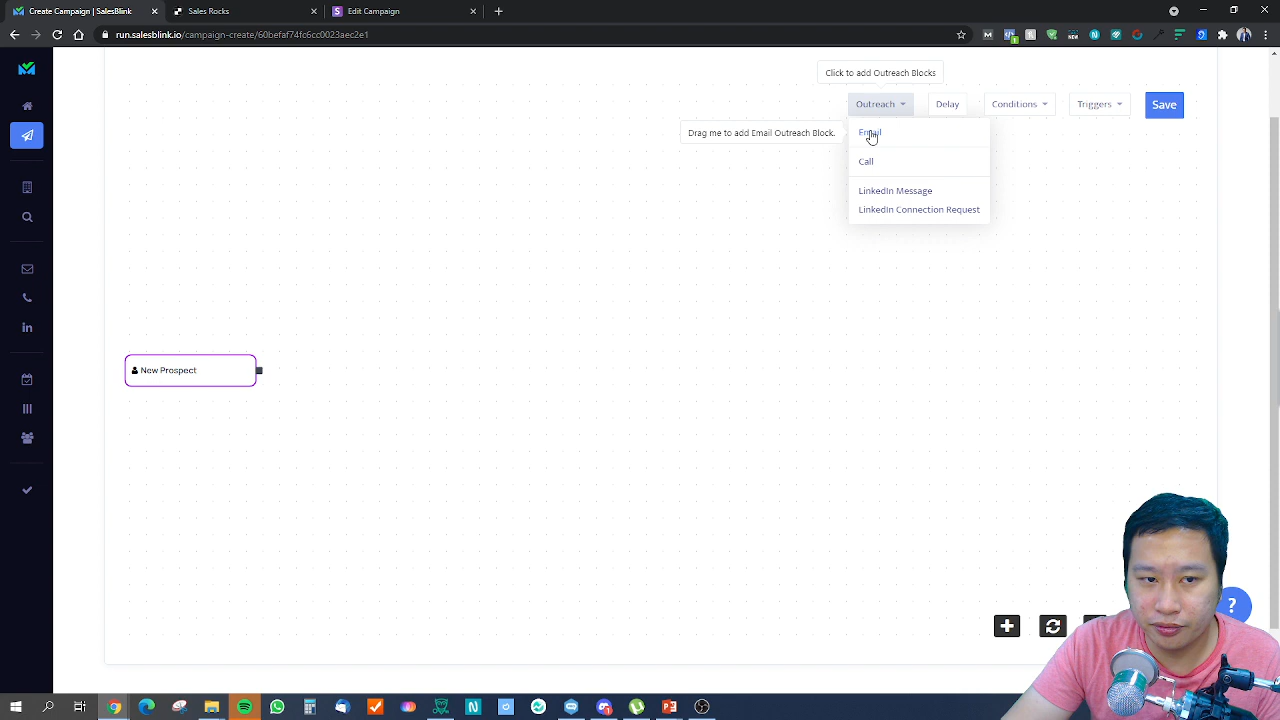 Create Campaign | SalesBlink
Sales Rocks
Edit Campaign
run.salesblink.io/campaign-create/60befaf74fc6cc0023aec2e1
Click to add Outreach Blocks
Outreach
Delay
Conditions
Triggers
Save
Drag me to add Email Outreach Block.
Email
Call
LinkedIn Message
LinkedIn Connection Request
New Prospect
?